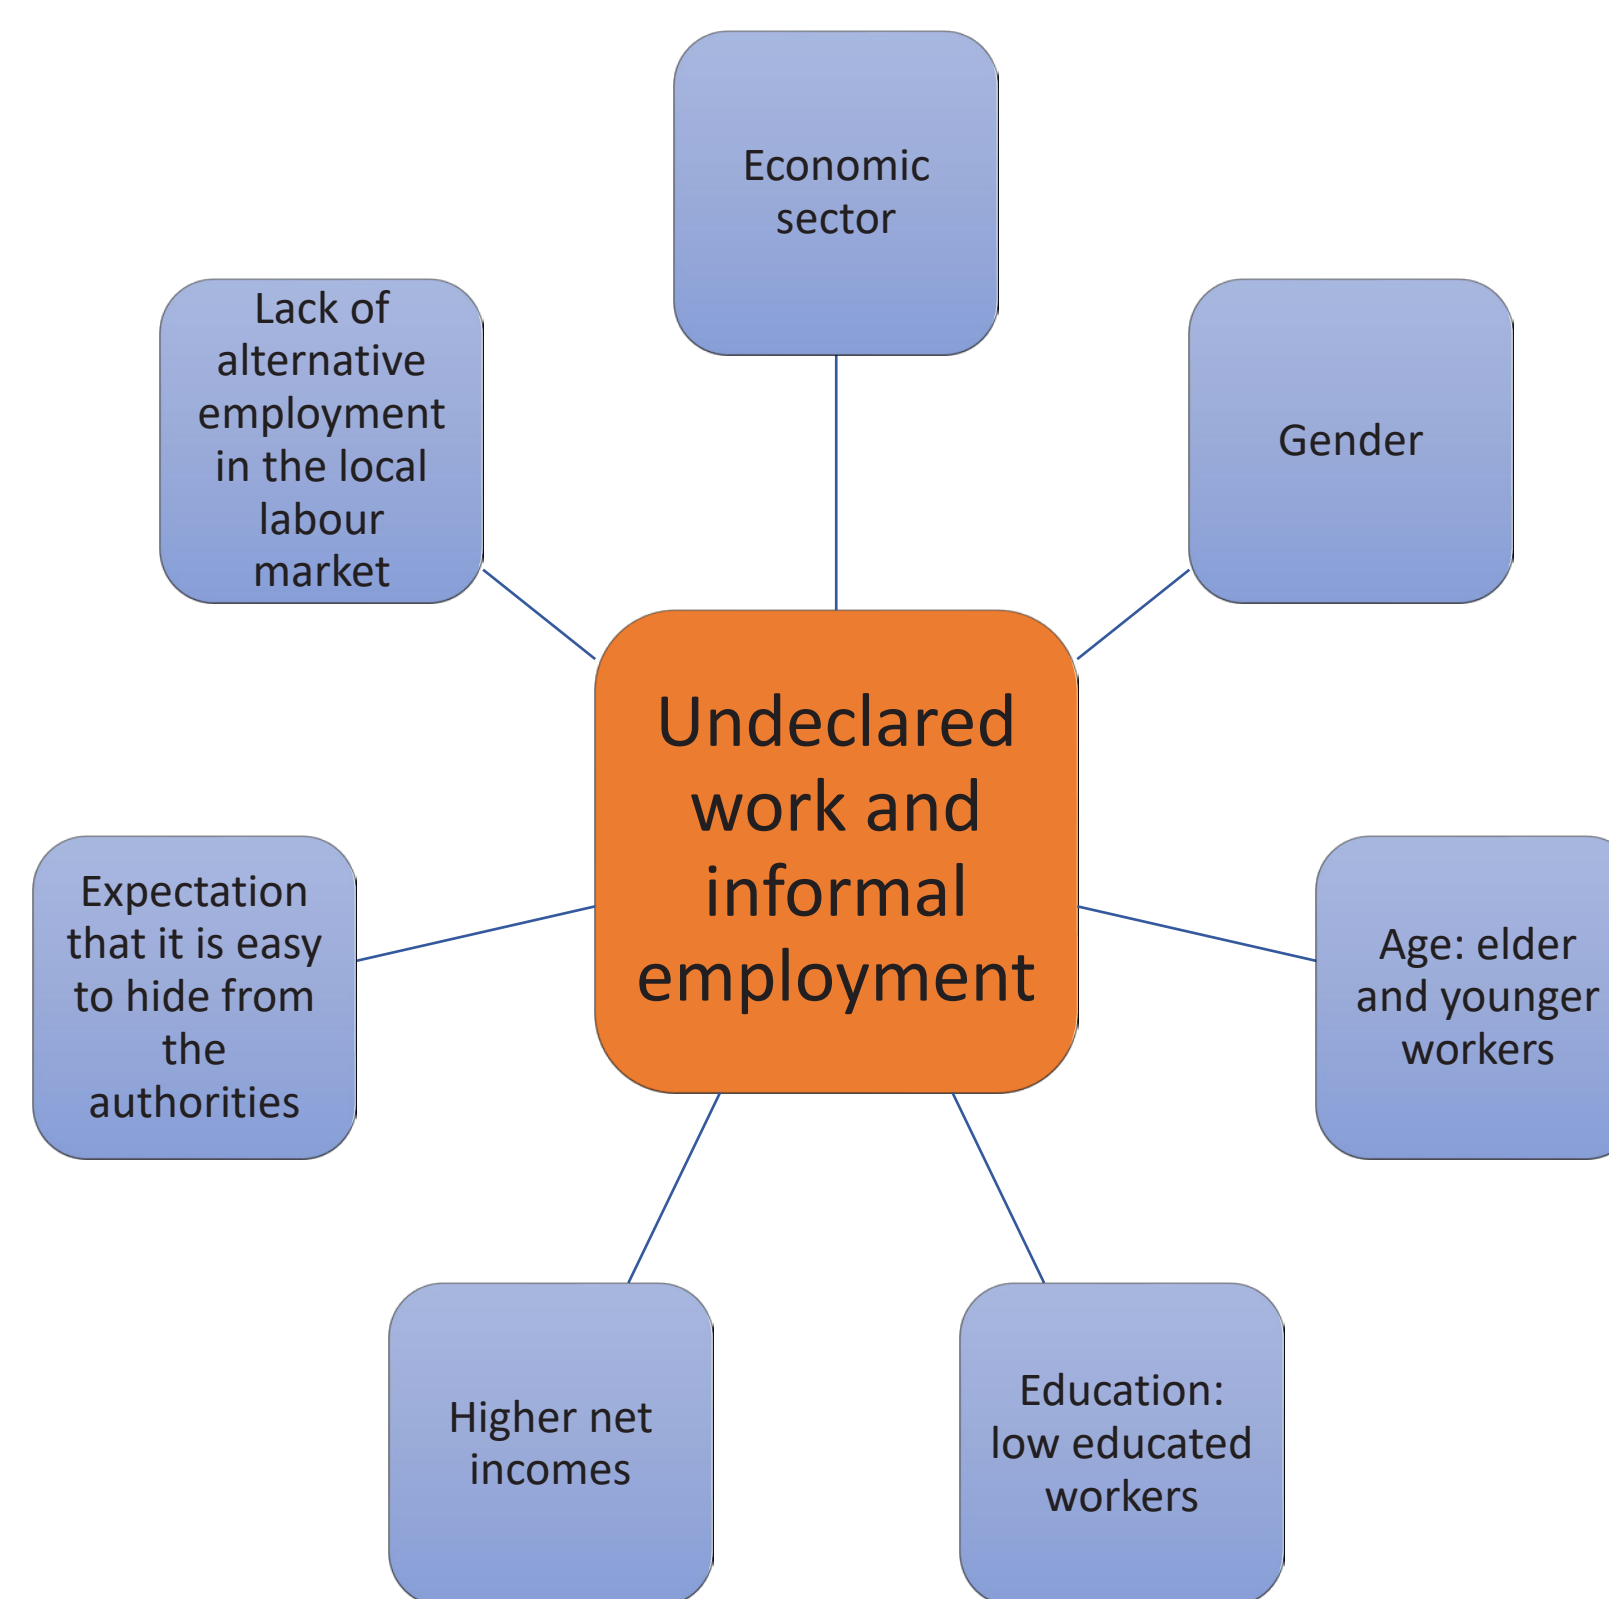 Economic
sector
Lack of
alternative
employment
in the local
labour
market
Gender
Undeclared
work and
informal
employment
Expectation
that it is easy
to hide from
the
authorities
Age: elder
and younger
workers
Higher net
incomes
Education:
low educated
workers